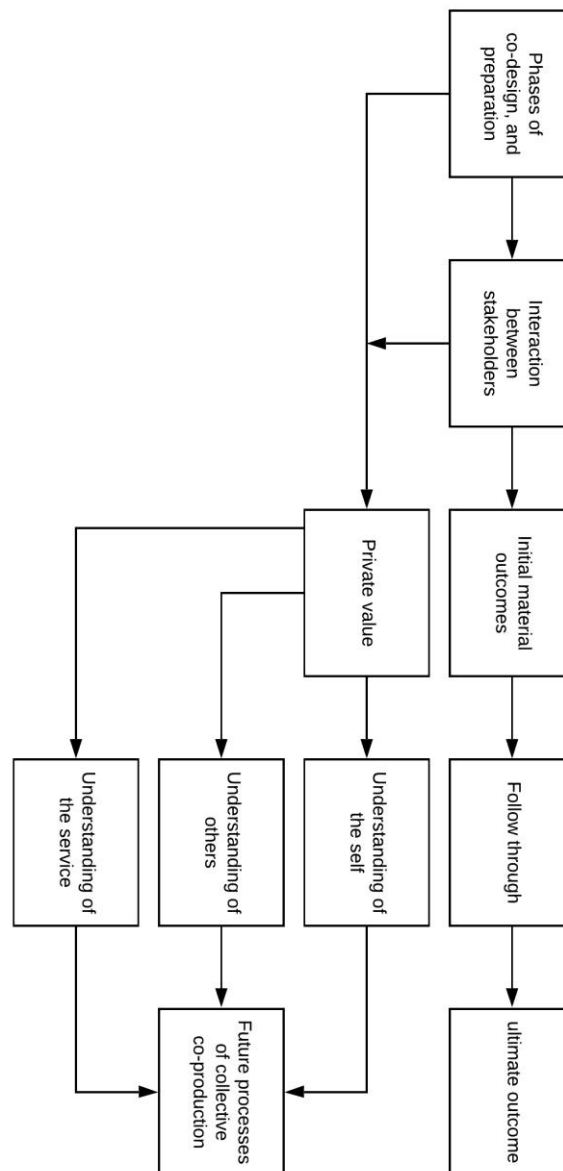 Phases of
co-design, and
preparation
Interaction
between
stakeholders
Initial material
outcomes
Follow through
ultimate outcome
Private value
Understanding of
the self
Understanding of
others
Understanding of
the service
Future processes
of collective
co-production